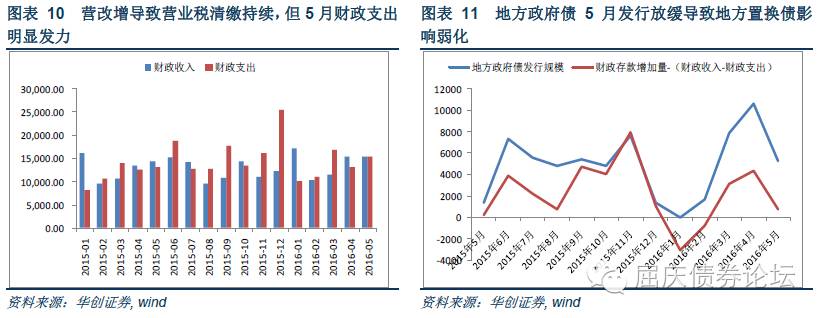 图表 10 营改增导致营业税清缴持续，但 5 月财政支出
明显发力
财政收入 财政支出
30,000.00
25,000.00
20,000.00
15,000.00
10,000.00
5,000.00
0.00
2015-01 2015-02 2015-03 2015-04 2015-05 2015-06 2015-07 2015-08 2015-09 2015-10 2015-11 2015-12 2016-01 2016-02 2016-03 2016-04 2016-05
资料来源：华创证券, wind
图表 11 地方政府债 5 月发行放缓导致地方置换债影
响弱化
地方政府债发行规模 财政存款增加量-（财政收入-财政支出）
12000
10000
8000
6000
4000
2000
0
-2000
-4000
2015年5月 2015年6月 2015年7月 2015年8月 2015年9月 2015年10月 2015年11月 2015年12月 2016年1月 2016年2月 2016年3月 2016年4月 2016年5月
屈庆债券论坛
资料来源：华创证券, wind